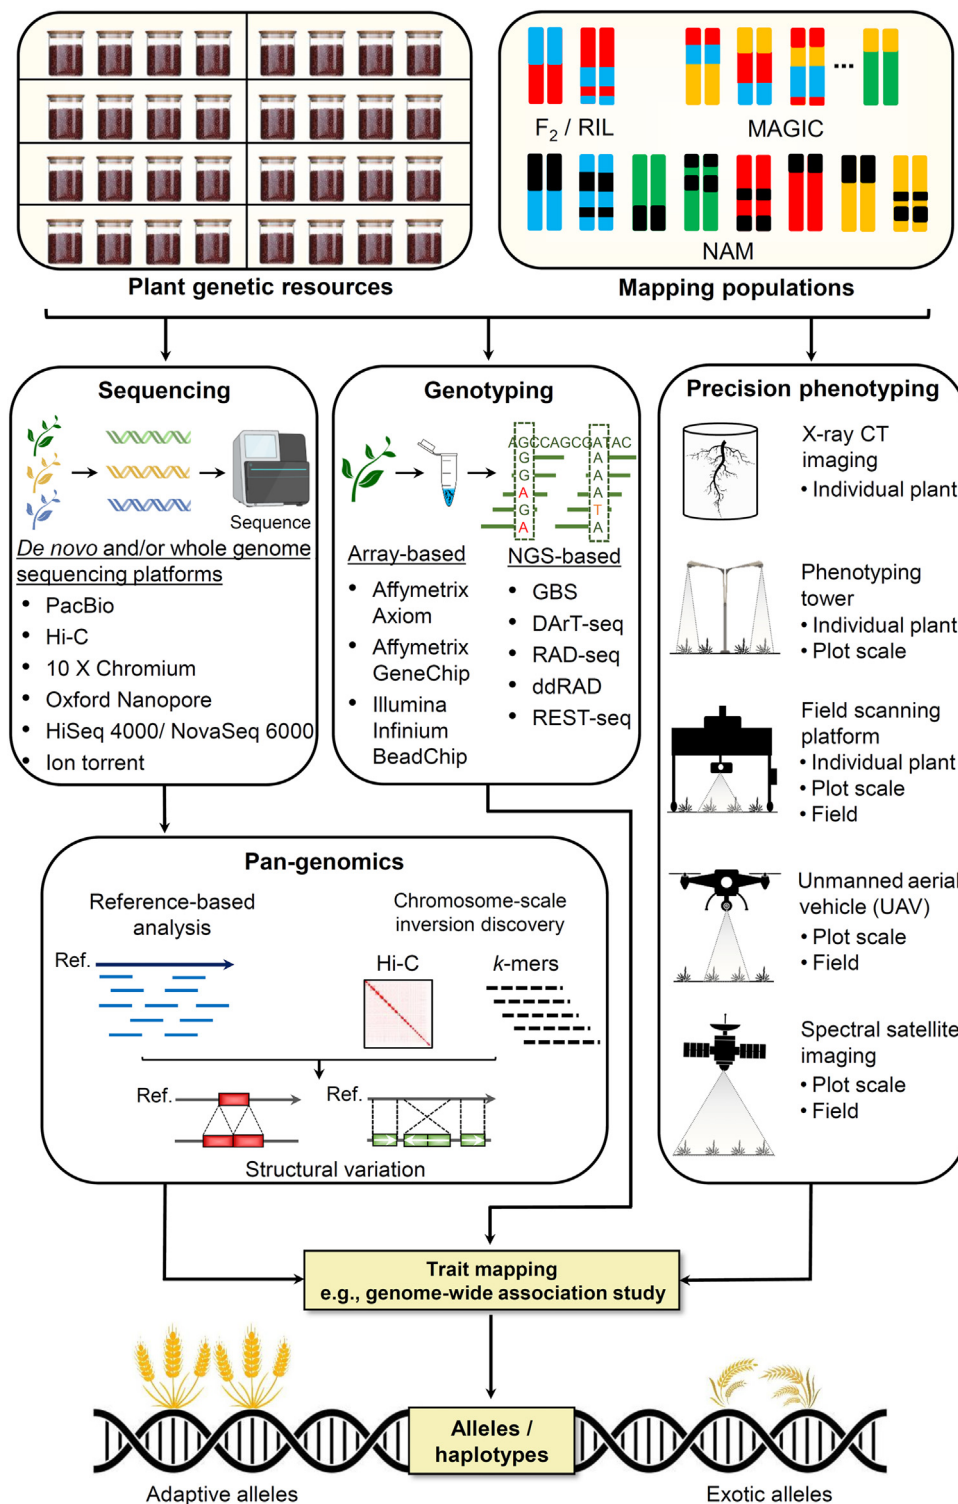 F2 / RIL
MAGIC
NAM
Plant genetic resources
Mapping populations
Sequencing
Sequence
De novo and/or whole genome
sequencing platforms
• PacBio
• Hi-C
• 10 X Chromium
• Oxford Nanopore
• HiSeq 4000/ NovaSeq 6000
• Ion torrent
Genotyping
AGCCAGCGATAC
G A
G A
A A
G T
A A
Array-based
• Affymetrix
Axiom
• Affymetrix
GeneChip
• Illumina
Infinium
BeadChip
NGS-based
• GBS
• DArT-seq
• RAD-seq
• ddRAD
• REST-seq
Precision phenotyping
X-ray CT
imaging
• Individual plant
Phenotyping
tower
• Individual plant
• Plot scale
Field scanning
platform
• Individual plant
• Plot scale
• Field
Unmanned aerial
vehicle (UAV)
• Plot scale
• Field
Spectral satellite
imaging
• Plot scale
• Field
Pan-genomics
Reference-based
analysis
Ref.
Chromosome-scale
inversion discovery
Hi-C
k-mers
Ref.
Ref.
Structural variation
Trait mapping
e.g., genome-wide association study
Alleles /
haplotypes
Adaptive alleles
Exotic alleles